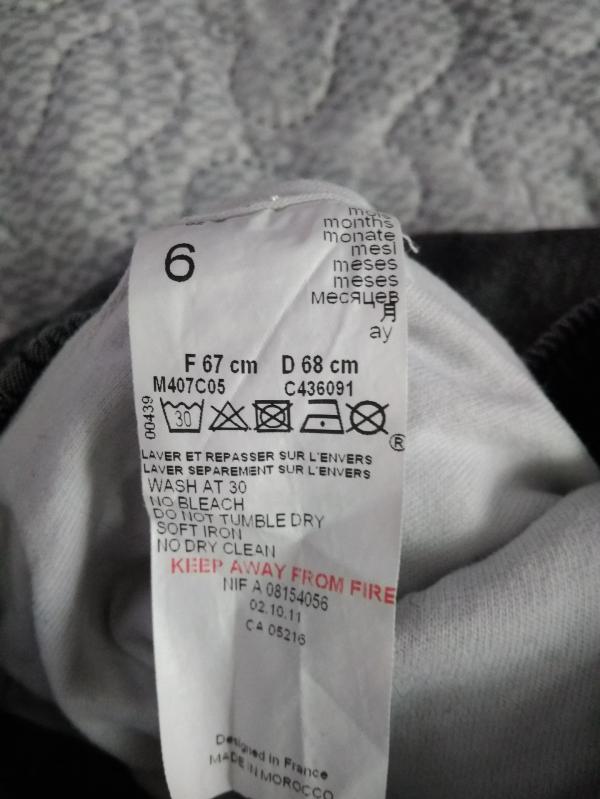 6
mois
months
monate
mesi
meses
meses
месяцев
月
ay
F 67 cm D 68 cm
M407C05 C436091
00439
30
®
LAVER ET REPASSER SUR L'ENVERS
LAVER SEPAREMENT SUR L'ENVERS
WASH AT 30
NO BLEACH
DO NOT TUMBLE DRY
SOFT IRON
NO DRY CLEAN
KEEP AWAY FROM FIRE
NIF A 08154056
02.10.11
CA 05216
Designed in France
MADE IN MOROCCO